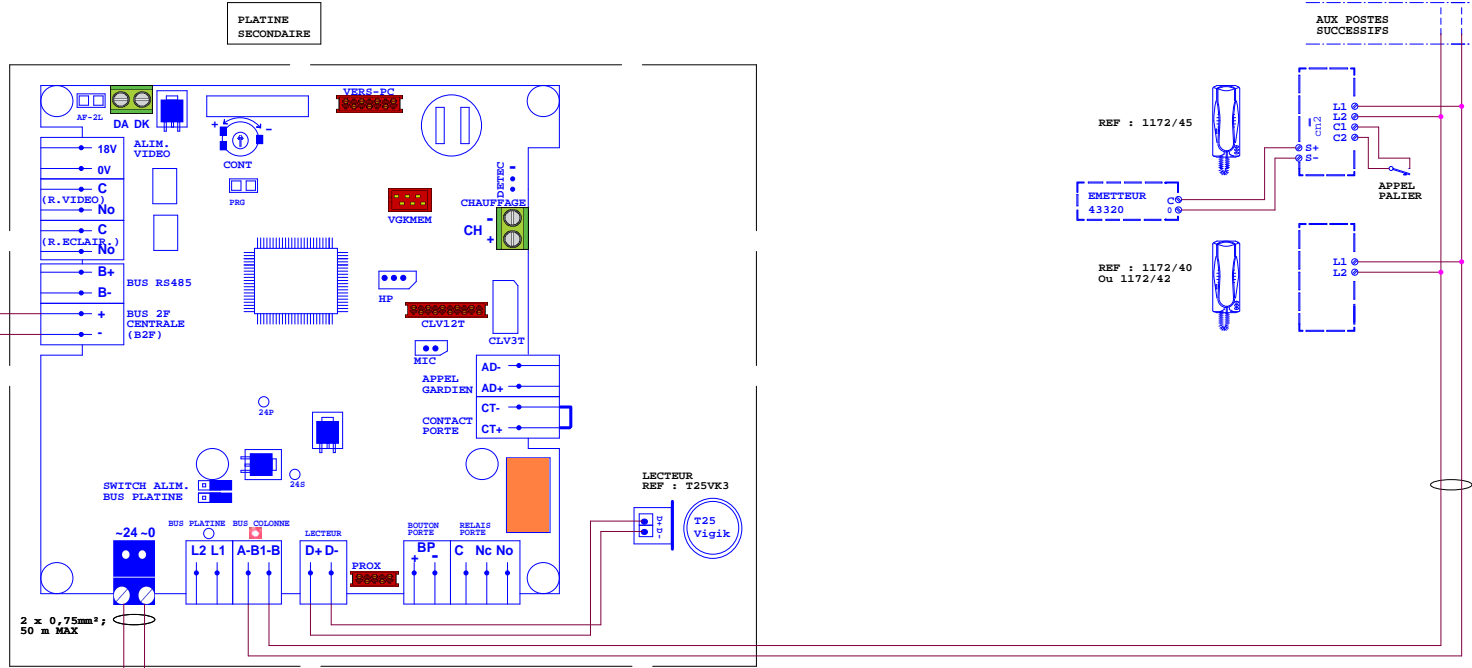 PLATINE
SECONDAIRE
AUX POSTES
SUCCESSIFS
VERS-PC
AF-2L
DA DK
ALIM.
VIDEO
+ -
CONT
PRG
18V
0V
C
(R.VIDEO)
No
C
(R.ECLAIR.)
No
B+
B-
BUS RS485
+
-
BUS 2F
CENTRALE
(B2F)
DETEC
VGKMEM
CHAUFFAGE
CH
-
+
HP
CLV12T
CLV3T
MIC
APPEL
GARDIEN
AD-
AD+
CONTACT
PORTE
CT-
CT+
24P
24S
SWITCH ALIM.
BUS PLATINE
~24 ~0
BUS PLATINE
L2 L1
BUS COLONNE
A-B1-B
LECTEUR
D+ D-
PROX
BOUTON
PORTE
BP
+ -
RELAIS
PORTE
C Nc No
2 x 0,75mm²;
50 m MAX
LECTEUR
REF : T25VK3
D+
D-
T25
Vigik
REF : 1172/45
cn2
L1
L2
C1
C2
S+
S-
APPEL
PALIER
EMETTEUR
43320
C
0
REF : 1172/40
Ou 1172/42
L1
L2